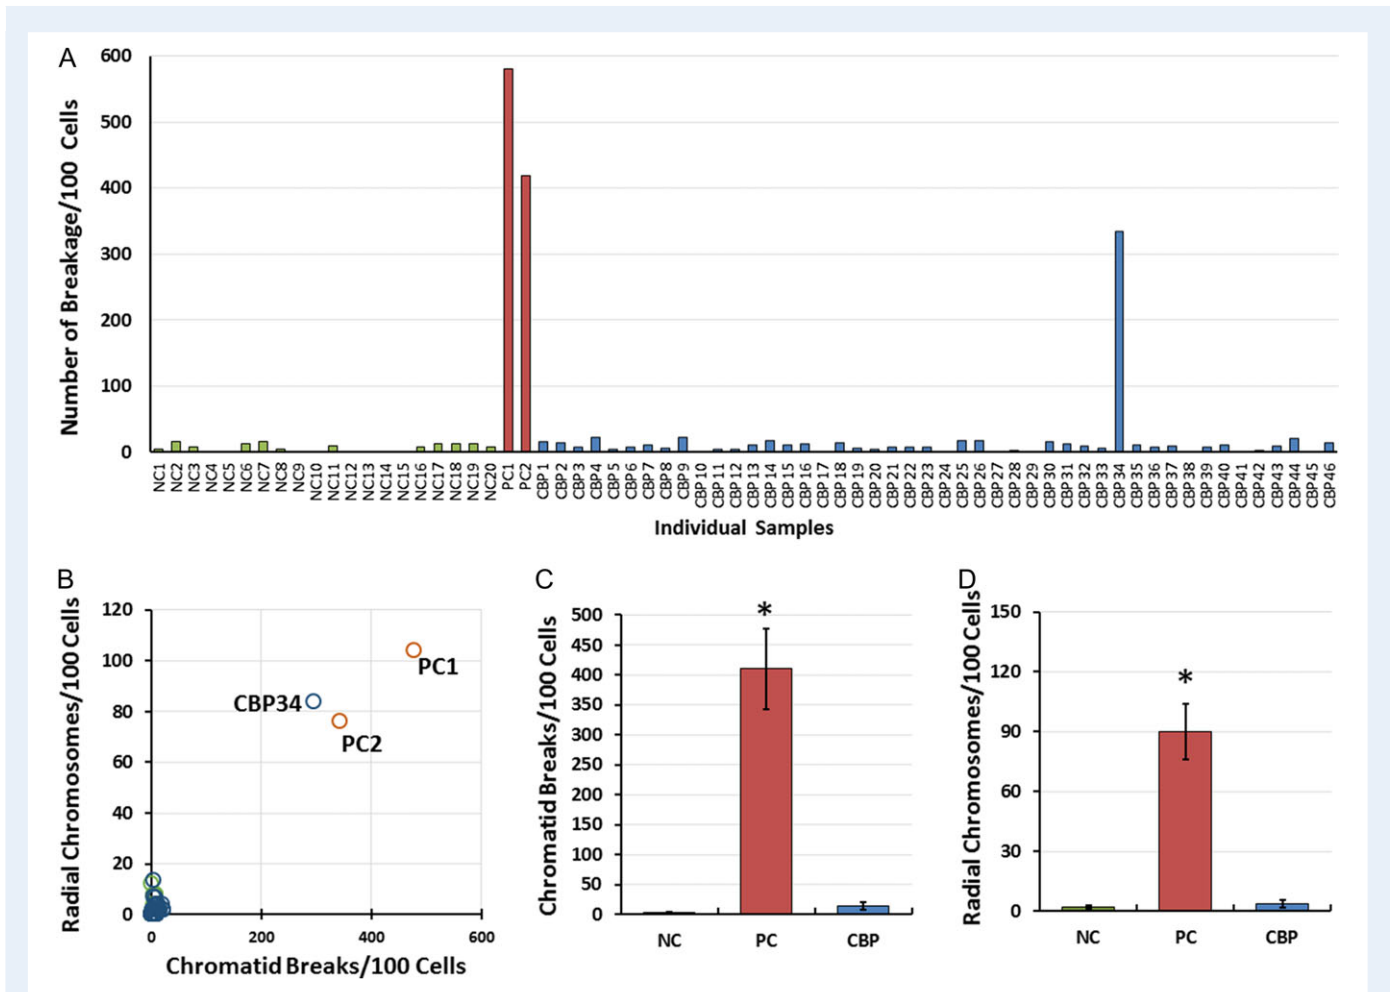 A
Number of Breakage/100 Cells
600
500
400
300
200
100
0
NC1 NC2 NC3 NC4 NC5 NC6 NC7 NC8 NC9 NC10 NC11 NC12 NC13 NC14 NC15 NC16 NC17 NC18 NC19 NC20 PC1 PC2 CBP1 CBP2 CBP3 CBP4 CBP5 CBP6 CBP7 CBP8 CBP9 CBP10 CBP11 CBP12 CBP13 CBP14 CBP15 CBP16 CBP17 CBP18 CBP19 CBP20 CBP21 CBP22 CBP23 CBP24 CBP25 CBP26 CBP27 CBP28 CBP29 CBP30 CBP31 CBP32 CBP33 CBP34 CBP35 CBP36 CBP37 CBP38 CBP39 CBP40 CBP41 CBP42 CBP43 CBP44 CBP45 CBP46
Individual Samples
B
Radial Chromosomes/100 Cells
120
100
80
60
40
20
0
PC1
CBP34
PC2
0 200 400 600
Chromatid Breaks/100 Cells
C
Chromatid Breaks/100 Cells
500
450
400
350
300
250
200
150
100
50
0
*
NC PC CBP
D
Radial Chromosomes/100 Cells
150
120
90
60
30
0
*
NC PC CBP